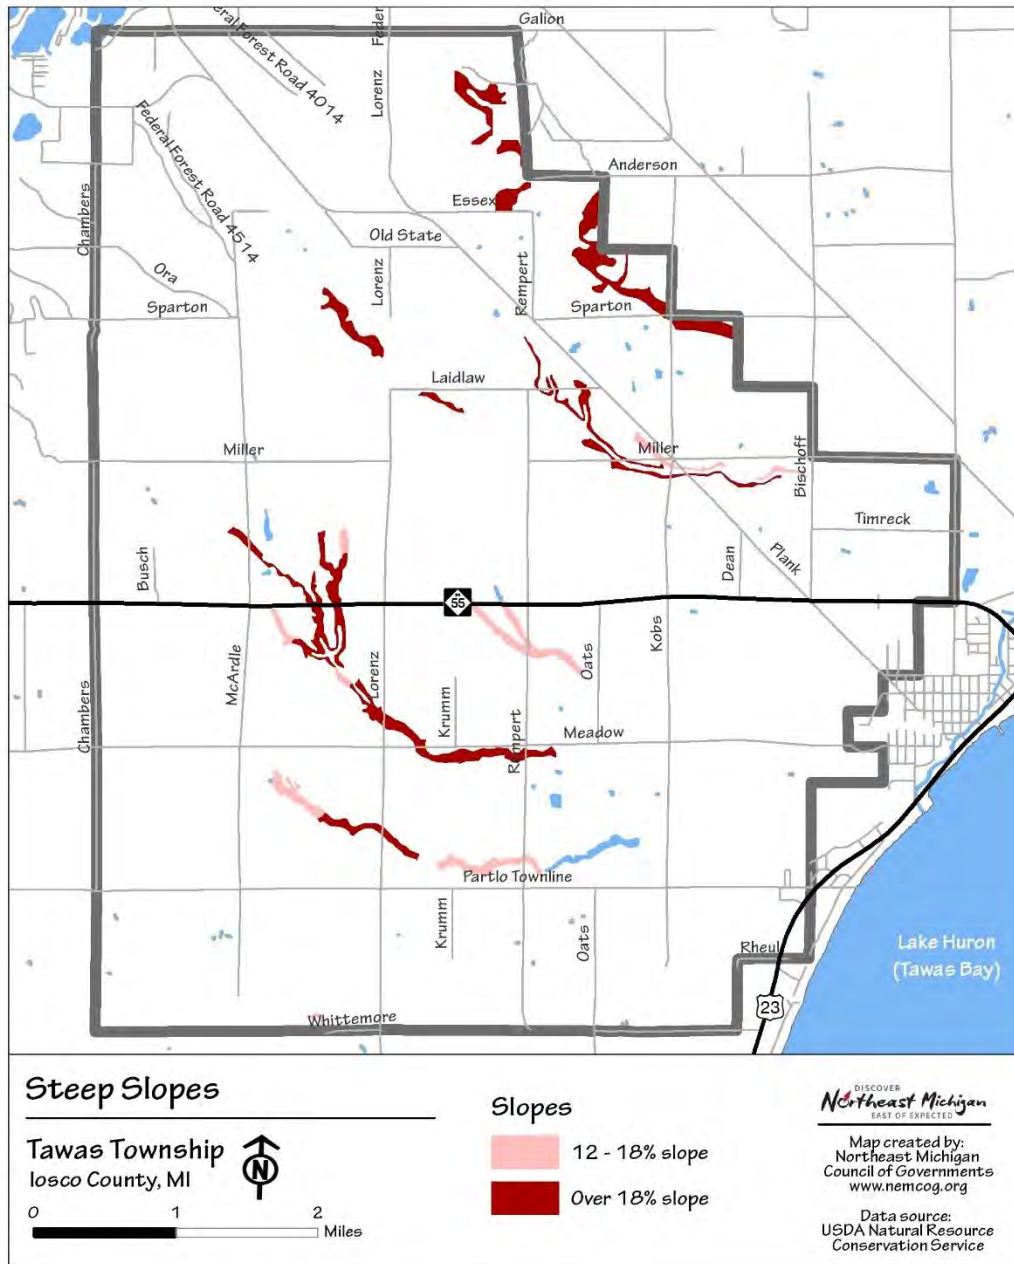 Galion
Feder
eral Forest Road 4014
Lorenz
Federal Forest Road 4514
Anderson
Chambers
Essex
Old State
Ora
Lorenz
Rempert
Sparton
Sparton
Laidlaw
Miller
Miller
Bischoff
Timreck
Busch
Dean
Plank
M
55
McArdle
Lorenz
Oats
Kobs
Chambers
Krumm
Rempert
Meadow
Partlo Townline
Krumm
Oats
Rheul
Lake Huron
(Tawas Bay)
23
Whittemore
Steep Slopes
Tawas Township
Iosco County, MI
N
0 1 2
Miles
Slopes
12 - 18% slope
Over 18% slope
DISCOVER
Northeast Michigan
EAST OF EXPECTED
Map created by:
Northeast Michigan
Council of Governments
www.nemcog.org
Data source:
USDA Natural Resource
Conservation Service